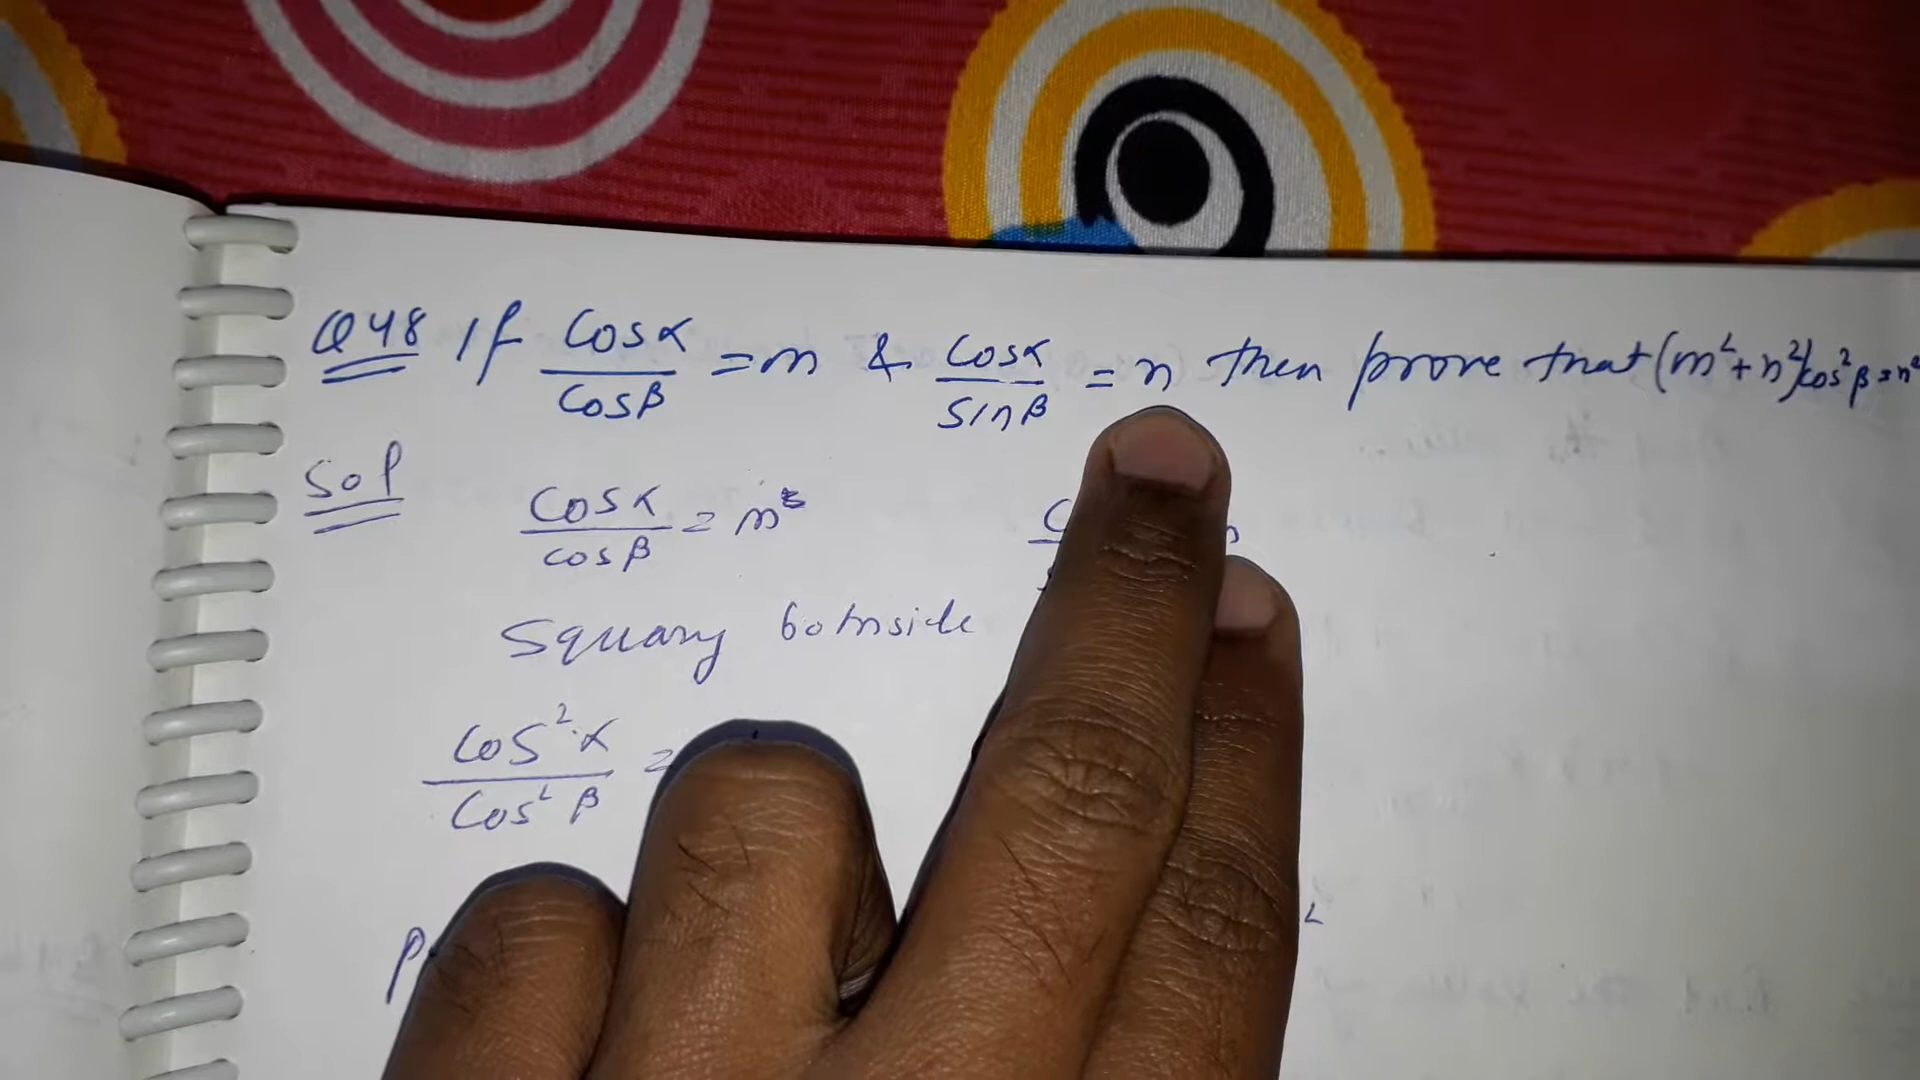 Q48 If Cosα/Cosβ = m & Cosα/Sinβ = n then prove that (m²+n²)cos²β=n²
Sol
Cosα/cosβ = m
Squary bothside
Cos²α/Cos²β =